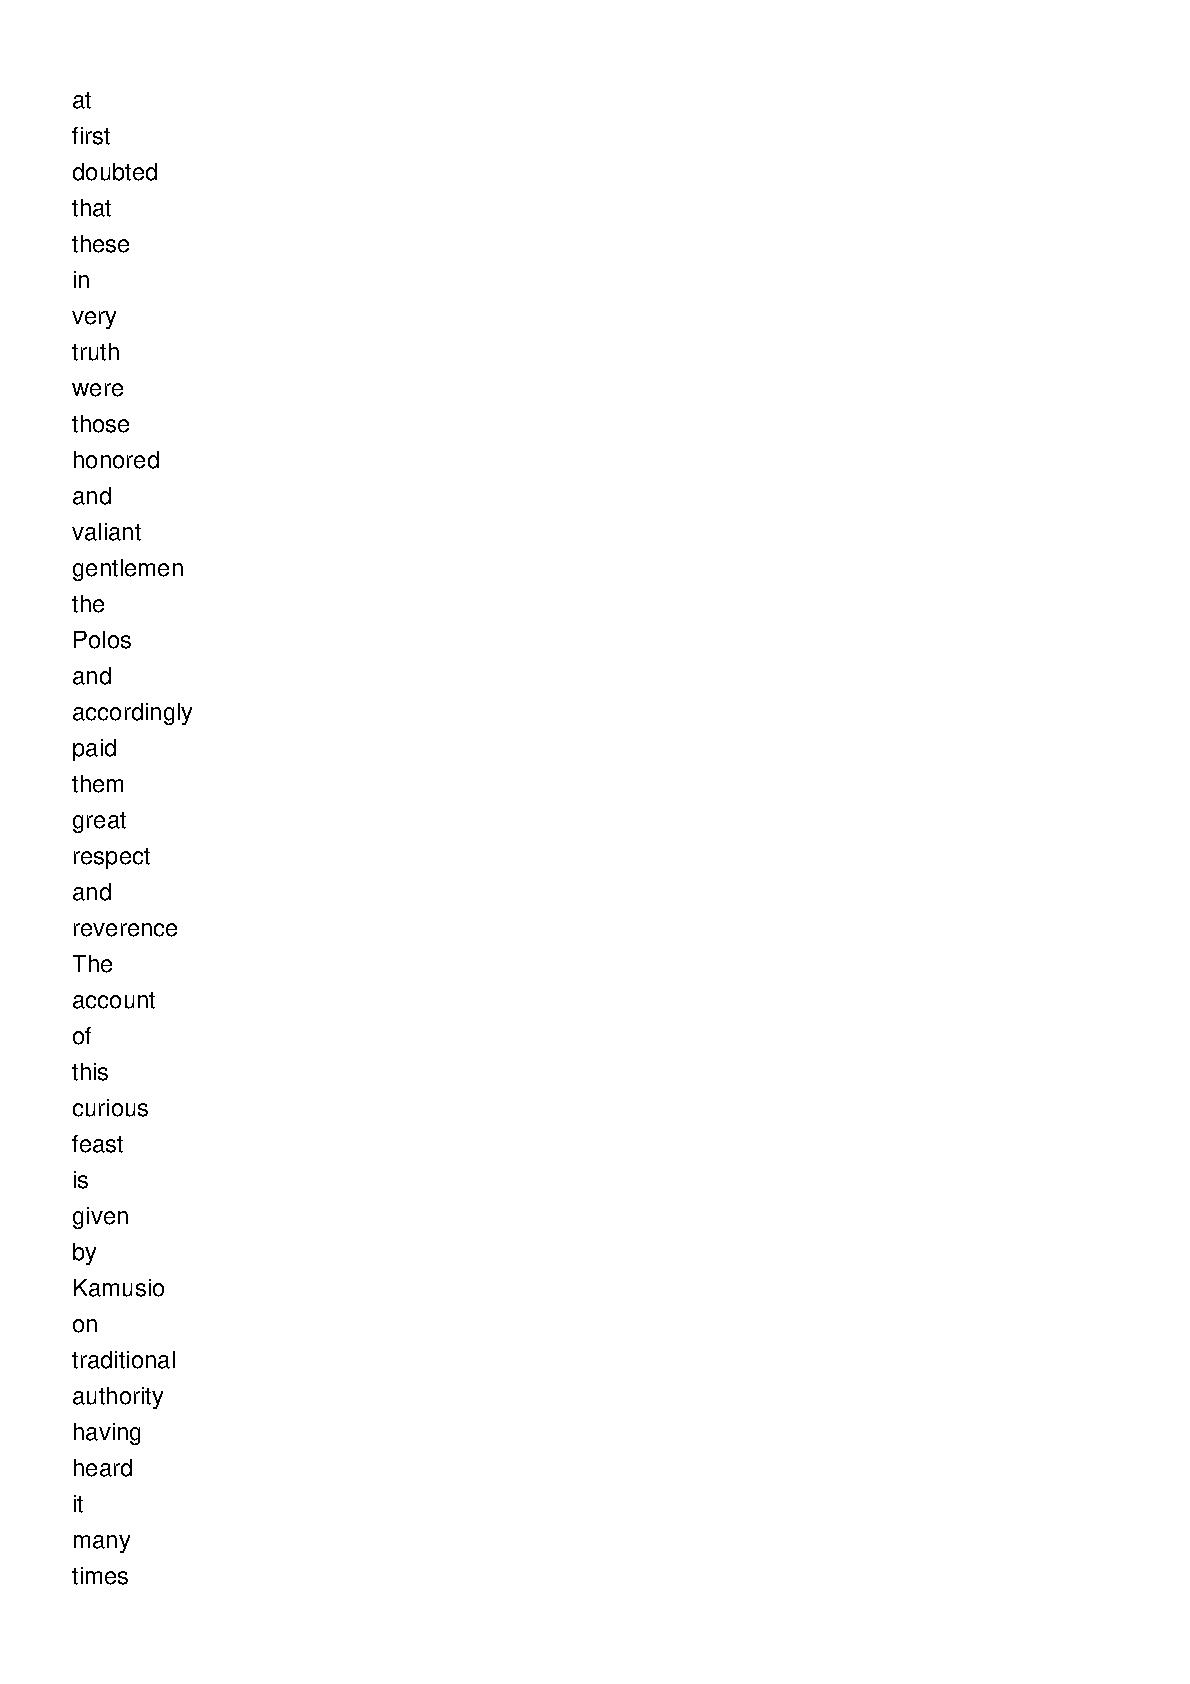 at
first
doubted
that
these
in
very
truth
were
those
honored
and
valiant
gentlemen
the
Polos
and
accordingly
paid
them
great
respect
and
reverence
The
account
of
this
curious
feast
is
given
by
Kamusio
on
traditional
authority
having
heard
it
many
times